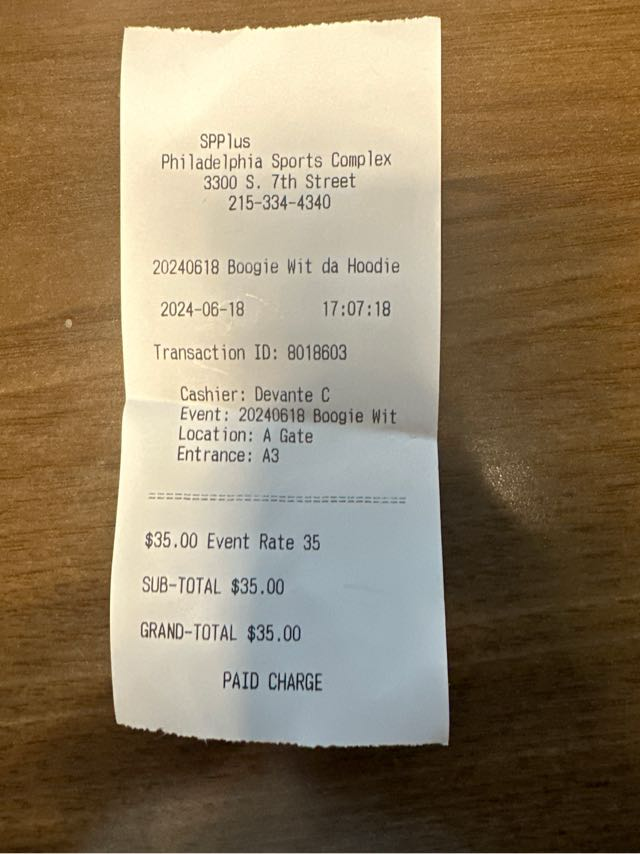 SPPlus
Philadelphia Sports Complex
3300 S. 7th Street
215-334-4340
20240618 Boogie Wit da Hoodie
2024-06-18 17:07:18
Transaction ID: 8018603
Cashier: Devante C
Event: 20240618 Boogie Wit
Location: A Gate
Entrance: A3
==============================
$35.00 Event Rate 35
SUB-TOTAL $35.00
GRAND-TOTAL $35.00
PAID CHARGE